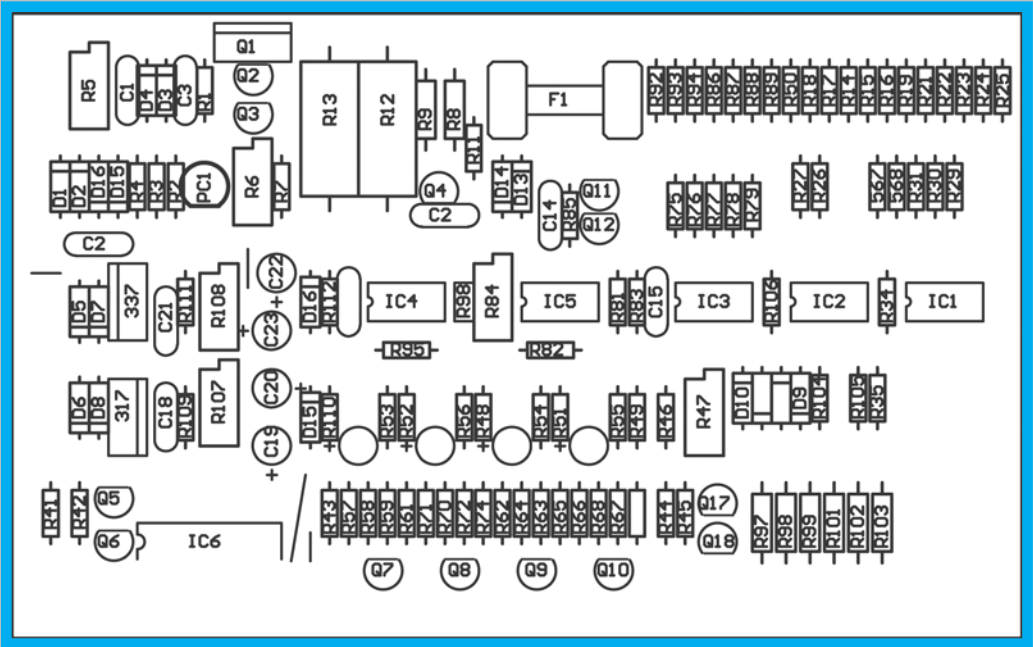 R5 C1 D4 D3 C3 R1 Q1 R13 R12 R9 R8 F1 R92 R93 R94 R86 R87 R88 R89 R50 R18 R17 R14 R15 R16 R19 R21 R22 R23 R24 R25
Q2
Q3 R11
D1 D2 D16 D15 R4 R3 R2 PC1 R6 R7 Q4 D14 D13 C14 R85 Q11 R75 R76 R77 R78 R79 R27 R26 567 568 R31 R30 R29
C2 Q12
C2
D5 D7 337 C21 R111 R108 C22 D16 R112 IC4 R98 R84 IC5 R81 R83 C15 IC3 R106 IC2 R34 IC1
+
+ C23
R95 R82
D6 D8 317 C18 R109 R107 C20 + D15 R110 R53 R52 R56 R48 R54 R51 R55 R49 R46 R47 D10 D9 R104 R105 R35
C19 + + + +
+
R41 R42 Q5 R43 R57 R58 R59 R61 R71 R70 R72 R74 R62 R64 R63 R65 R66 R68 R67 R44 R45 Q17 R97 R98 R99 R101 R102 R103
Q6 IC6 Q18
Q7 Q8 Q9 Q10